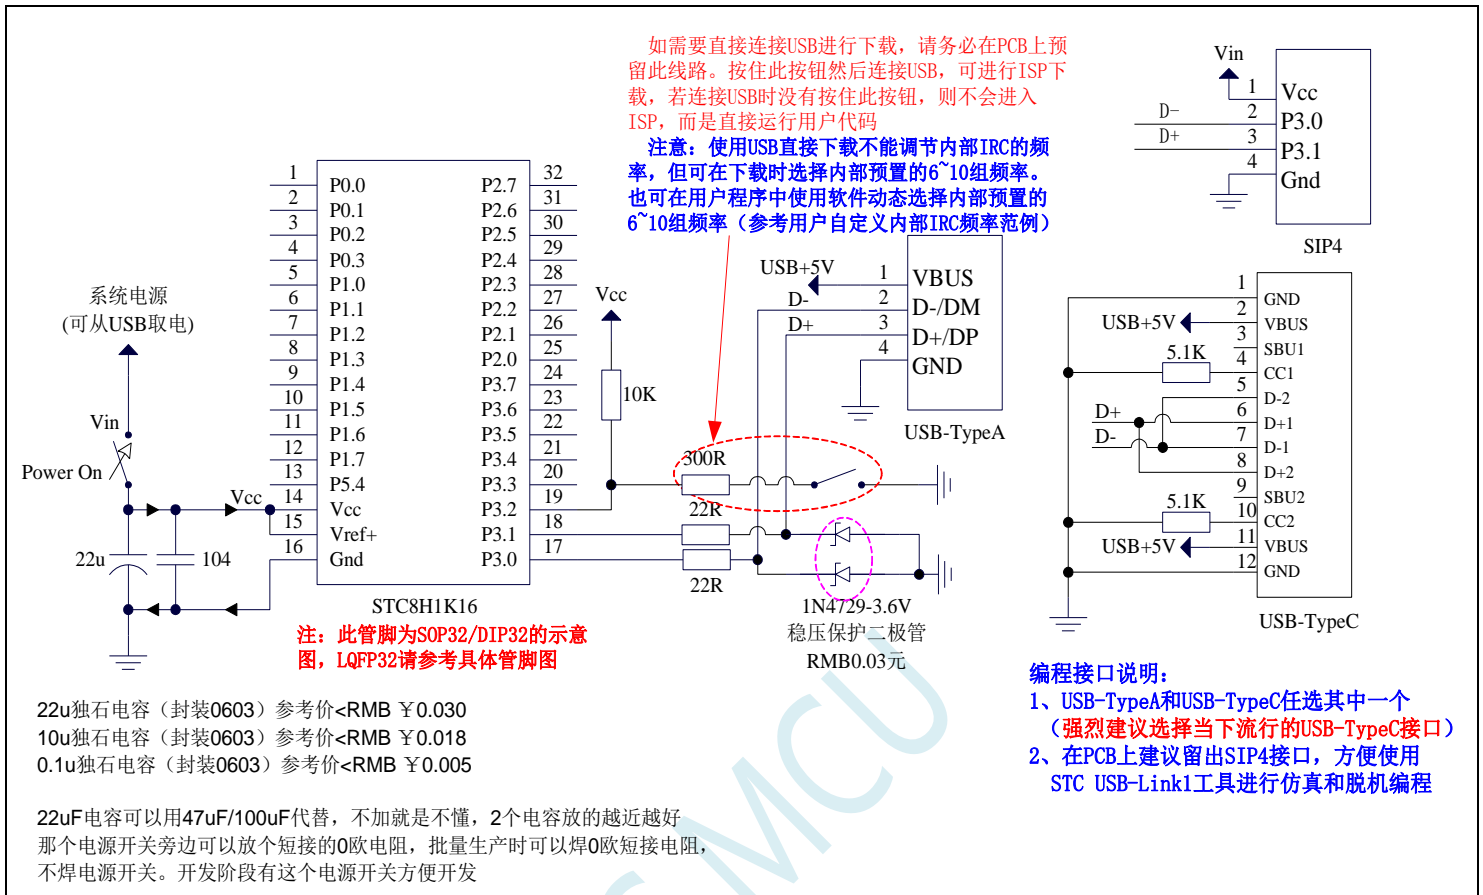 如需要直接连接USB进行下载，请务必在PCB上预
留此线路。按住此按钮然后连接USB，可进行ISP下
载，若连接USB时没有按住此按钮，则不会进入
ISP，而是直接运行用户代码
注意：使用USB直接下载不能调节内部IRC的频
率，但可在下载时选择内部预置的6~10组频率。
也可在用户程序中使用软件动态选择内部预置的
6~10组频率（参考用户自定义内部IRC频率范例）
Vin
1 Vcc
D- 2 P3.0
D+ 3 P3.1
4 Gnd
SIP4
1 P0.0
2 P0.1
3 P0.2
4 P0.3
5 P1.0
6 P1.1
7 P1.2
8 P1.3
9 P1.4
10 P1.5
11 P1.6
12 P1.7
13 P5.4
14 Vcc
15 Vref+
16 Gnd
P2.7 32
P2.6 31
P2.5 30
P2.4 29
P2.3 28
P2.2 27
P2.1 26
P2.0 25
P3.7 24
P3.6 23
P3.5 22
P3.4 21
P3.3 20
P3.2 19
P3.1 18
P3.0 17
STC8H1K16
注：此管脚为SOP32/DIP32的示意
图，LQFP32请参考具体管脚图
系统电源
(可从USB取电)
Vin
Power On
Vcc
22u
104
Vcc
10K
300R
22R
22R
USB+5V 1 VBUS
D- 2 D-/DM
D+ 3 D+/DP
4 GND
USB-TypeA
1N4729-3.6V
稳压保护二极管
RMB0.03元
1 GND
USB+5V 2 VBUS
3 SBU1
5.1K 4 CC1
5 D-2
D+ 6 D+1
D- 7 D-1
8 D+2
9 SBU2
5.1K 10 CC2
USB+5V 11 VBUS
12 GND
USB-TypeC
编程接口说明：
1、USB-TypeA和USB-TypeC任选其中一个
（强烈建议选择当下流行的USB-TypeC接口）
2、在PCB上建议留出SIP4接口，方便使用
STC USB-Link1工具进行仿真和脱机编程
22u独石电容（封装0603）参考价<RMB ￥0.030
10u独石电容（封装0603）参考价<RMB ￥0.018
0.1u独石电容（封装0603）参考价<RMB ￥0.005
22uF电容可以用47uF/100uF代替，不加就是不懂，2个电容放的越近越好
那个电源开关旁边可以放个短接的0欧电阻，批量生产时可以焊0欧短接电阻，
不焊电源开关。开发阶段有这个电源开关方便开发
MCU